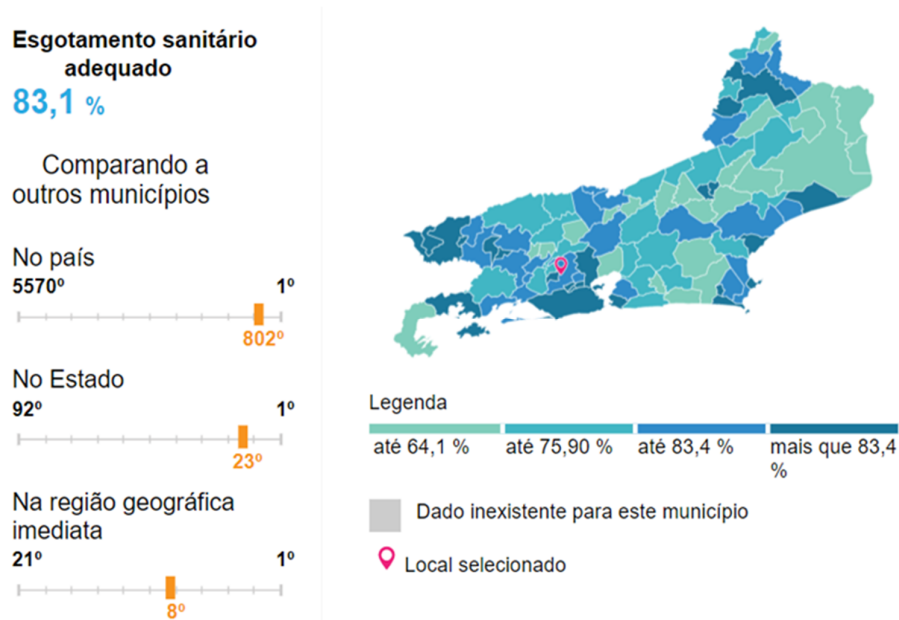 Esgotamento sanitário
adequado
83,1 %
Comparando a
outros municípios
No país
5570º 1º
802º
No Estado
92º 1º
23º
Na região geográfica
imediata
21º 1º
8º
Legenda
até 64,1 % até 75,90 % até 83,4 % mais que 83,4
%
Dado inexistente para este município
Local selecionado